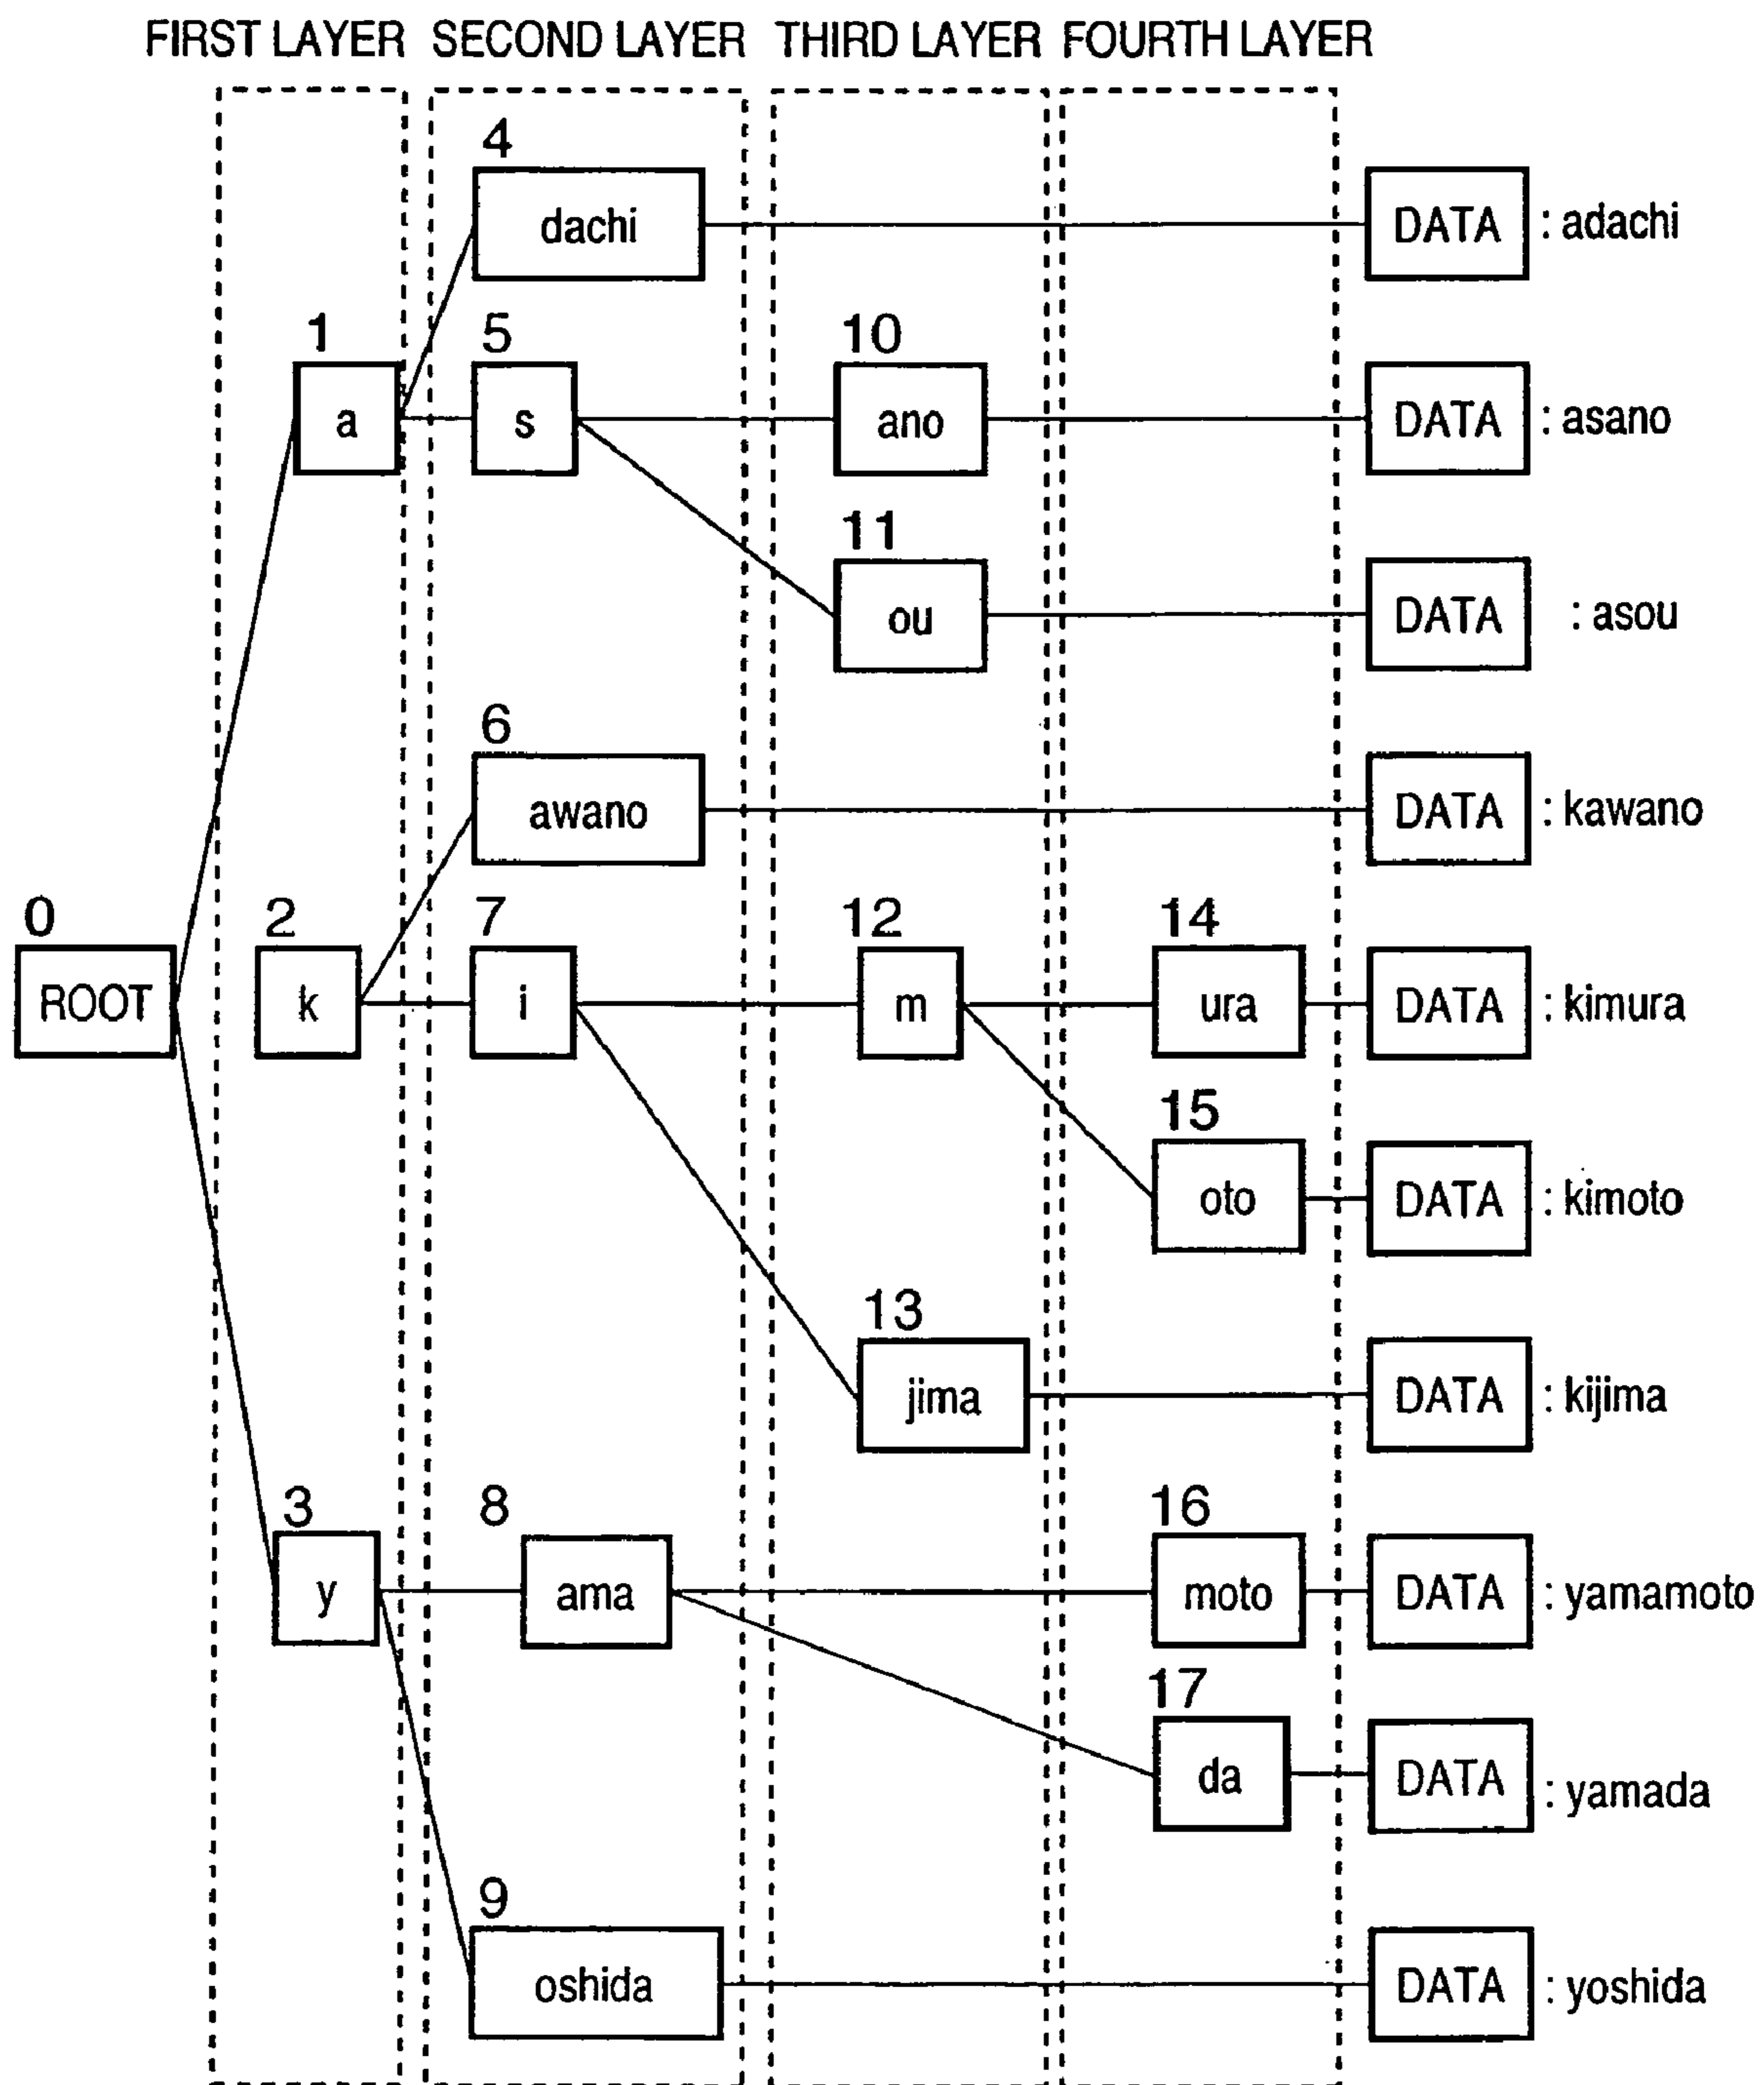 FIRST LAYER SECOND LAYER THIRD LAYER FOURTH LAYER
4
dachi DATA : adachi
1 5 10
a s ano DATA : asano
11
ou DATA : asou
6
awano DATA : kawano
0 2 7 12 14
ROOT k i m ura DATA : kimura
15
oto DATA : kimoto
13
jima DATA : kijima
3 8 16
y ama moto DATA : yamamoto
17
da DATA : yamada
9
oshida DATA : yoshida